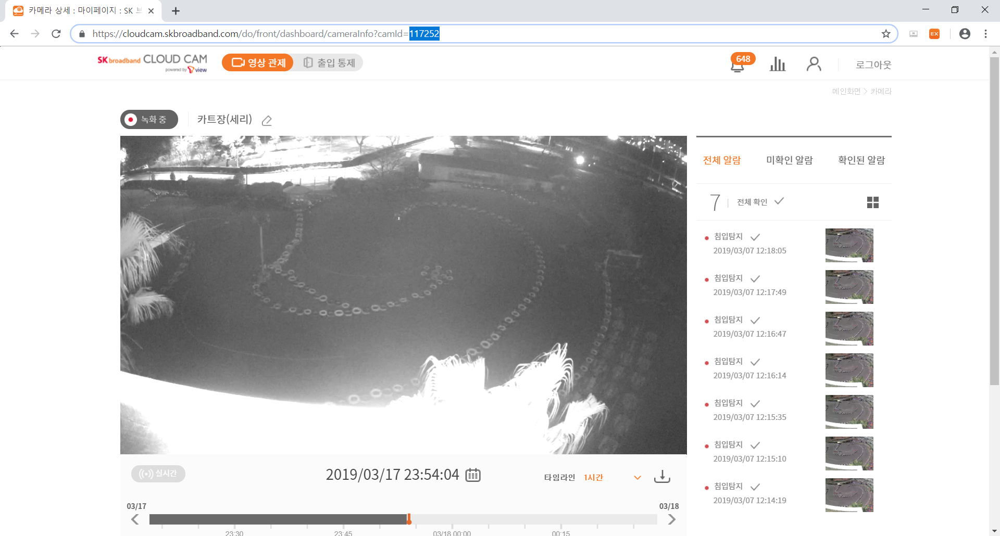 카메라 상세 : 마이페이지 : SK 브
https://cloudcam.skbroadband.com/do/front/dashboard/cameraInfo?camId=117252
EX
SK broadband CLOUD CAM
powered by T view
영상 관제
출입 통제
648
로그아웃
메인화면 > 카메라
녹화 중
카트장(세리)
전체 알람
미확인 알람
확인된 알람
7
전체 확인
침입탐지
2019/03/07 12:18:05
침입탐지
2019/03/07 12:17:49
침입탐지
2019/03/07 12:16:47
침입탐지
2019/03/07 12:16:14
침입탐지
2019/03/07 12:15:35
침입탐지
2019/03/07 12:15:10
침입탐지
2019/03/07 12:14:19
실시간
2019/03/17 23:54:04
타임라인
1시간
03/17
03/18
23:30
23:45
03/18 00:00
00:15